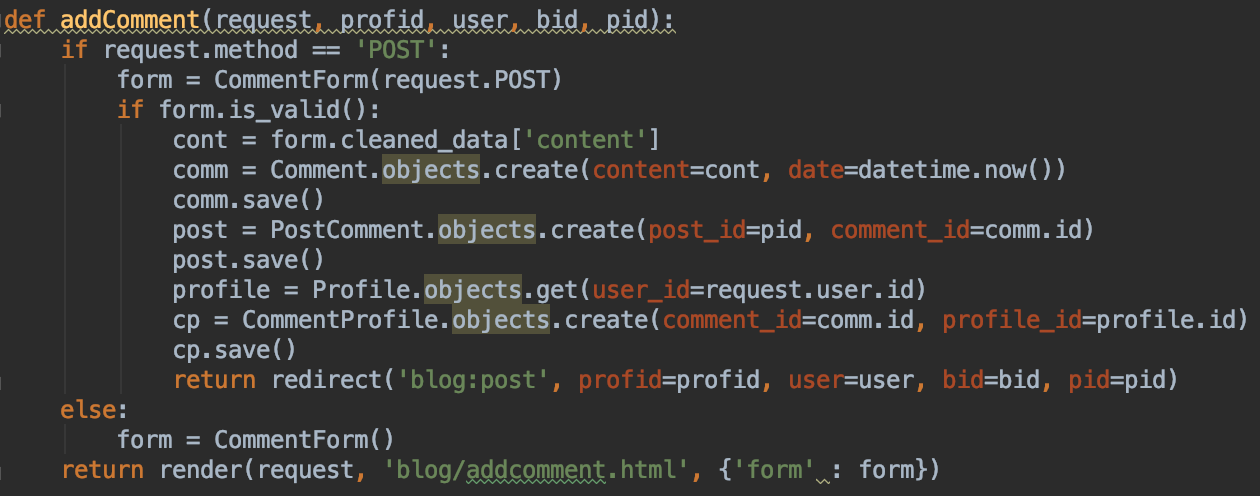 def addComment(request, profid, user, bid, pid):
    if request.method == 'POST':
        form = CommentForm(request.POST)
        if form.is_valid():
            cont = form.cleaned_data['content']
            comm = Comment.objects.create(content=cont, date=datetime.now())
            comm.save()
            post = PostComment.objects.create(post_id=pid, comment_id=comm.id)
            post.save()
            profile = Profile.objects.get(user_id=request.user.id)
            cp = CommentProfile.objects.create(comment_id=comm.id, profile_id=profile.id)
            cp.save()
            return redirect('blog:post', profid=profid, user=user, bid=bid, pid=pid)
    else:
        form = CommentForm()
    return render(request, 'blog/addcomment.html', {'form' : form})